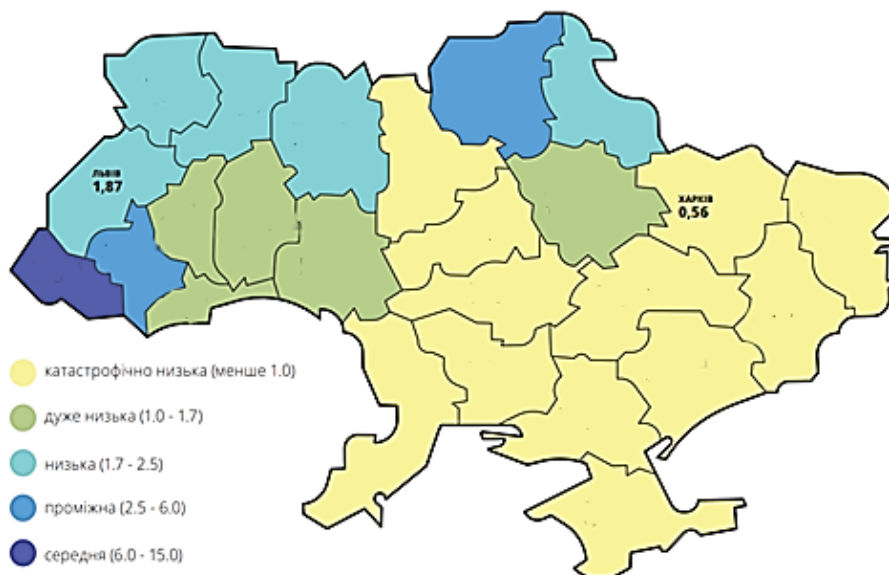 ЛЬВІВ
1,87
ХАРКІВ
0,56
катастрофічно низька (менше 1.0)
дуже низька (1.0 - 1.7)
низька (1.7 - 2.5)
проміжна (2.5 - 6.0)
середня (6.0 - 15.0)